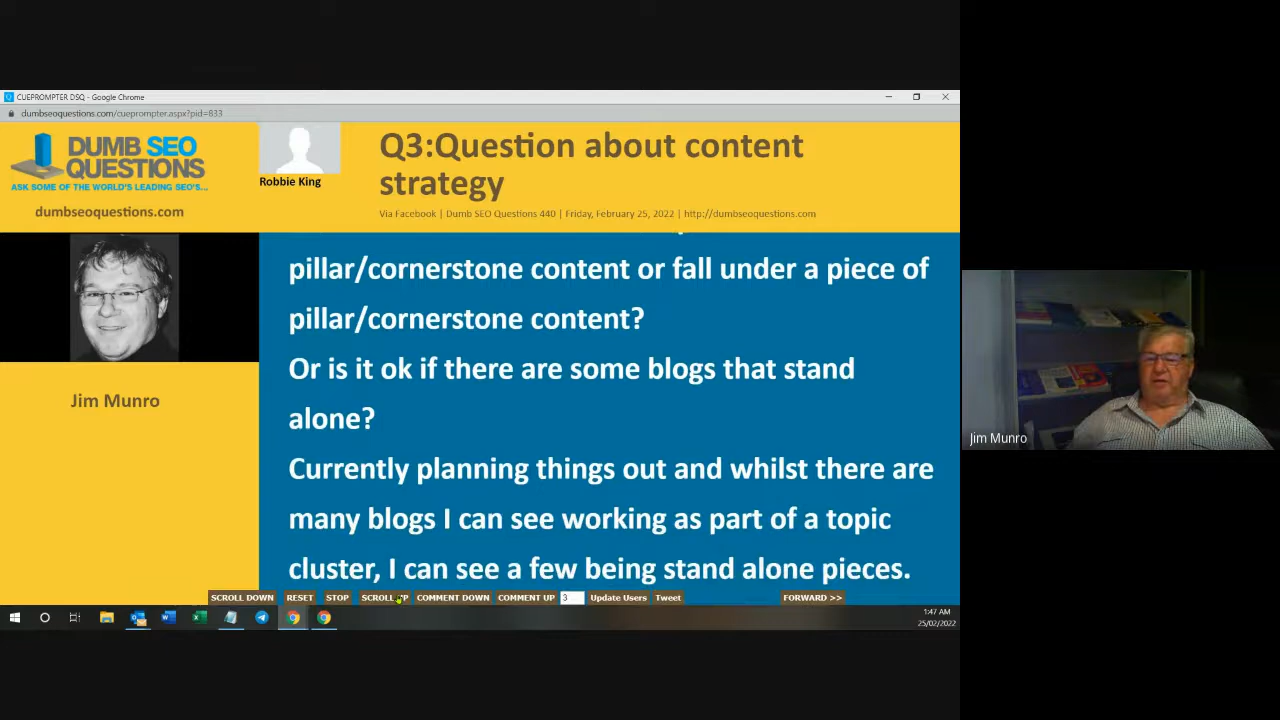 CUEPROMPTER DSQ - Google Chrome
dumbseoquestions.com/cueprompter.aspx?pid=833
DUMB SEO
QUESTIONS
ASK SOME OF THE WORLD'S LEADING SEO'S...
dumbseoquestions.com
Robbie King
Q3:Question about content
strategy
Via Facebook | Dumb SEO Questions 440 | Friday, February 25, 2022 | http://dumbseoquestions.com
Jim Munro
pillar/cornerstone content or fall under a piece of
pillar/cornerstone content?
Or is it ok if there are some blogs that stand
alone?
Currently planning things out and whilst there are
many blogs I can see working as part of a topic
cluster, I can see a few being stand alone pieces.
SCROLL DOWN RESET STOP SCROLL UP COMMENT DOWN COMMENT UP 3 Update Users Tweet FORWARD >>
1:47 AM
25/02/2022
Jim Munro